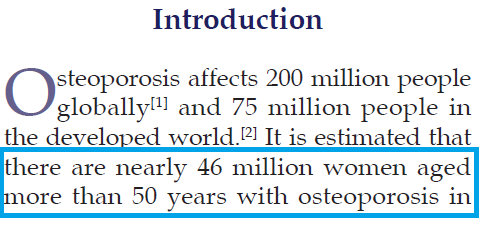 Introduction
Osteoporosis affects 200 million people
globally[1] and 75 million people in
the developed world.[2] It is estimated that
there are nearly 46 million women aged
more than 50 years with osteoporosis in